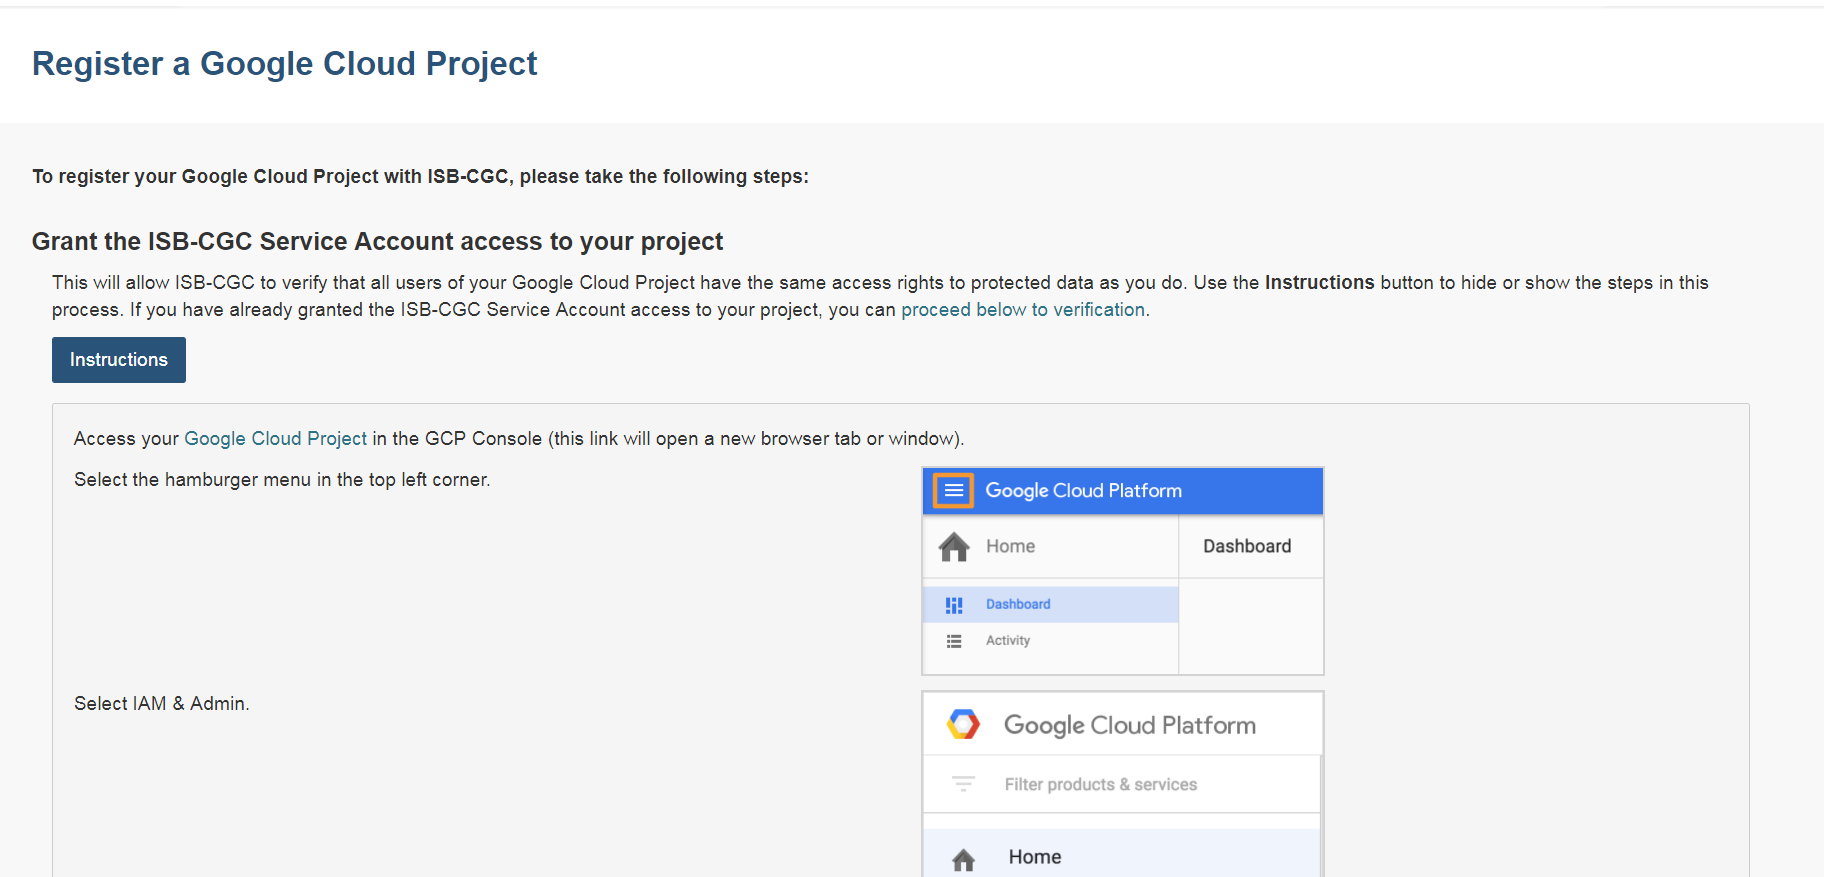 Register a Google Cloud Project
To register your Google Cloud Project with ISB-CGC, please take the following steps:
Grant the ISB-CGC Service Account access to your project
This will allow ISB-CGC to verify that all users of your Google Cloud Project have the same access rights to protected data as you do. Use the Instructions button to hide or show the steps in this
process. If you have already granted the ISB-CGC Service Account access to your project, you can proceed below to verification.
Instructions
Access your Google Cloud Project in the GCP Console (this link will open a new browser tab or window).
Select the hamburger menu in the top left corner.
Google Cloud Platform
Home
Dashboard
Dashboard
Activity
Select IAM & Admin.
Google Cloud Platform
Filter products & services
Home